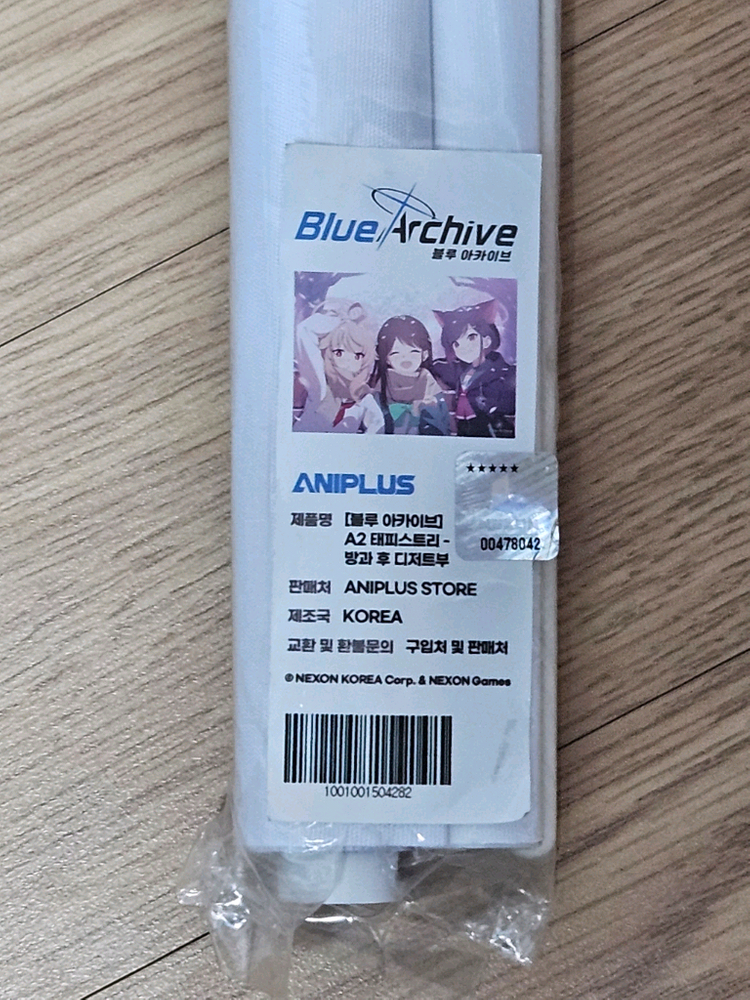 Blue Archive
블루 아카이브
ANIPLUS
★★★★★
00478042
제품명 [블루 아카이브]
A2 태피스트리 -
방과 후 디저트부
판매처 ANIPLUS STORE
제조국 KOREA
교환 및 환불문의 구입처 및 판매처
© NEXON KOREA Corp. & NEXON Games
1001001504282